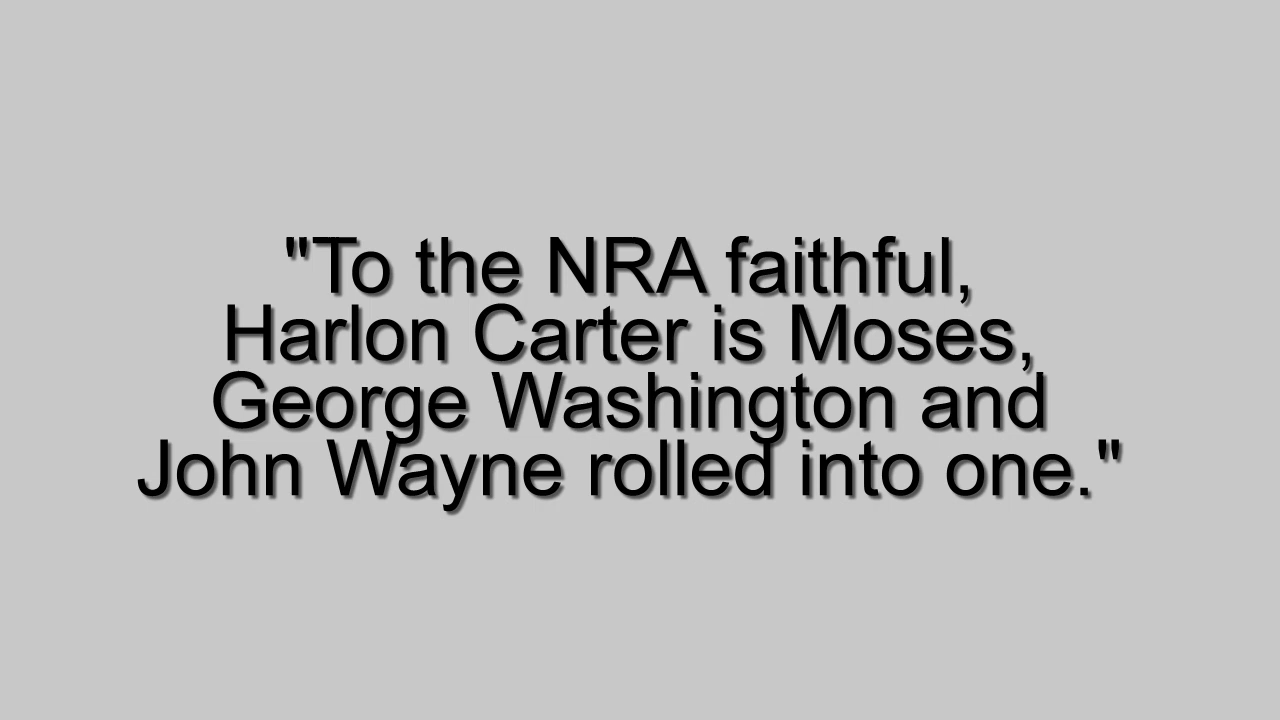 "To the NRA faithful,
Harlon Carter is Moses,
George Washington and
John Wayne rolled into one."